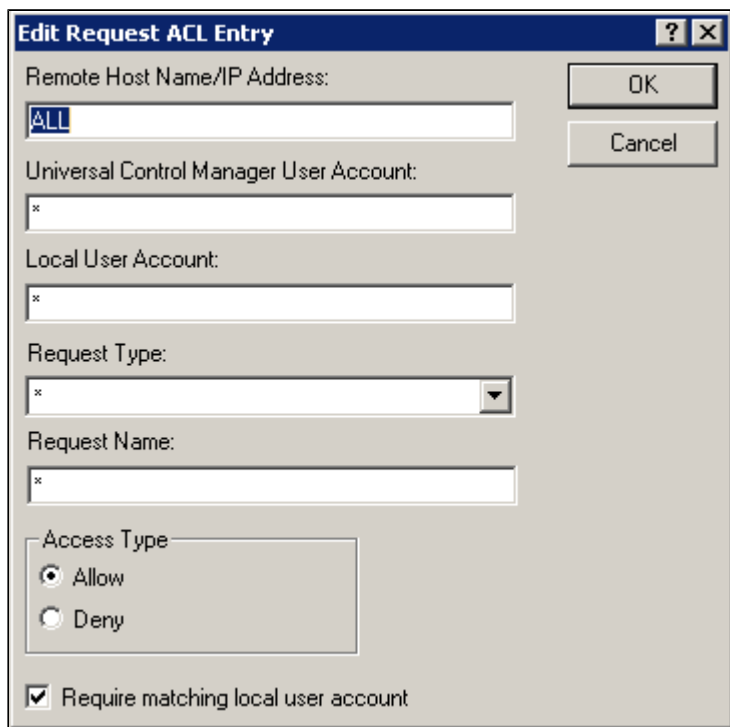 Edit Request ACL Entry
Remote Host Name/IP Address:
ALL
OK
Cancel
Universal Control Manager User Account:
*
Local User Account:
*
Request Type:
*
Request Name:
*
Access Type
Allow
Deny
Require matching local user account